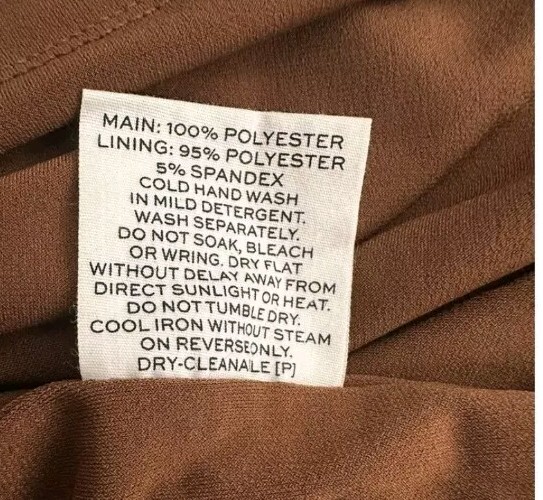 MAIN: 100% POLYESTER
LINING: 95% POLYESTER
5% SPANDEX
COLD HAND WASH
IN MILD DETERGENT.
WASH SEPARATELY.
DO NOT SOAK, BLEACH
OR WRING. DRY FLAT
WITHOUT DELAY AWAY FROM
DIRECT SUNLIGHT OR HEAT.
DO NOT TUMBLE DRY.
COOL IRON WITHOUT STEAM
ON REVERSE ONLY.
DRY-CLEANALE [P]